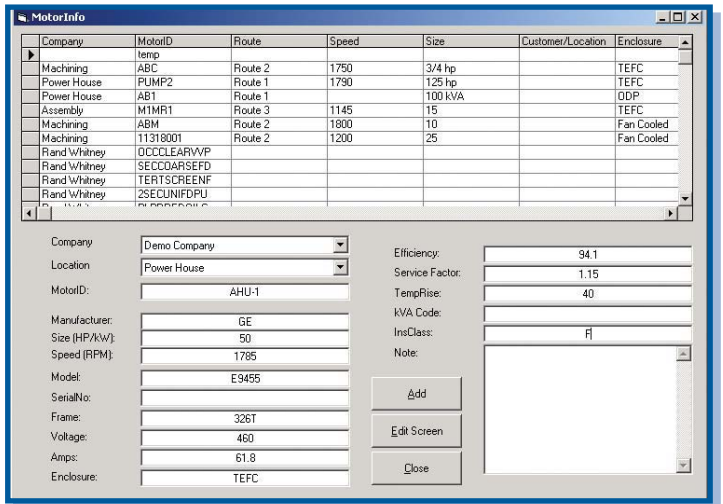 MotorInfo
Company MotorID Route Speed Size Customer/Location Enclosure
temp
Machining ABC Route 2 1750 3/4 hp TEFC
Power House PUMP2 Route 1 1790 125 hp TEFC
Power House AB1 Route 1 100 kVA ODP
Assembly M1MR1 Route 3 1145 15 TEFC
Machining ABM Route 2 1800 10 Fan Cooled
Machining 11318001 Route 2 1200 25 Fan Cooled
Rand Whitney OCCCLEARVVP
Rand Whitney SECCOARSEFD
Rand Whitney TERTSCREENF
Rand Whitney 2SECUNIFDPU
Company Demo Company
Location Power House
MotorID: AHU-1
Manufacturer: GE
Size (HP/kW): 50
Speed (RPM): 1785
Model: E9455
SerialNo:
Frame: 326T
Voltage: 460
Amps: 61.8
Enclosure: TEFC
Efficiency: 94.1
Service Factor: 1.15
TempRise: 40
kVA Code:
InsClass: F
Note:
Add
Edit Screen
Close